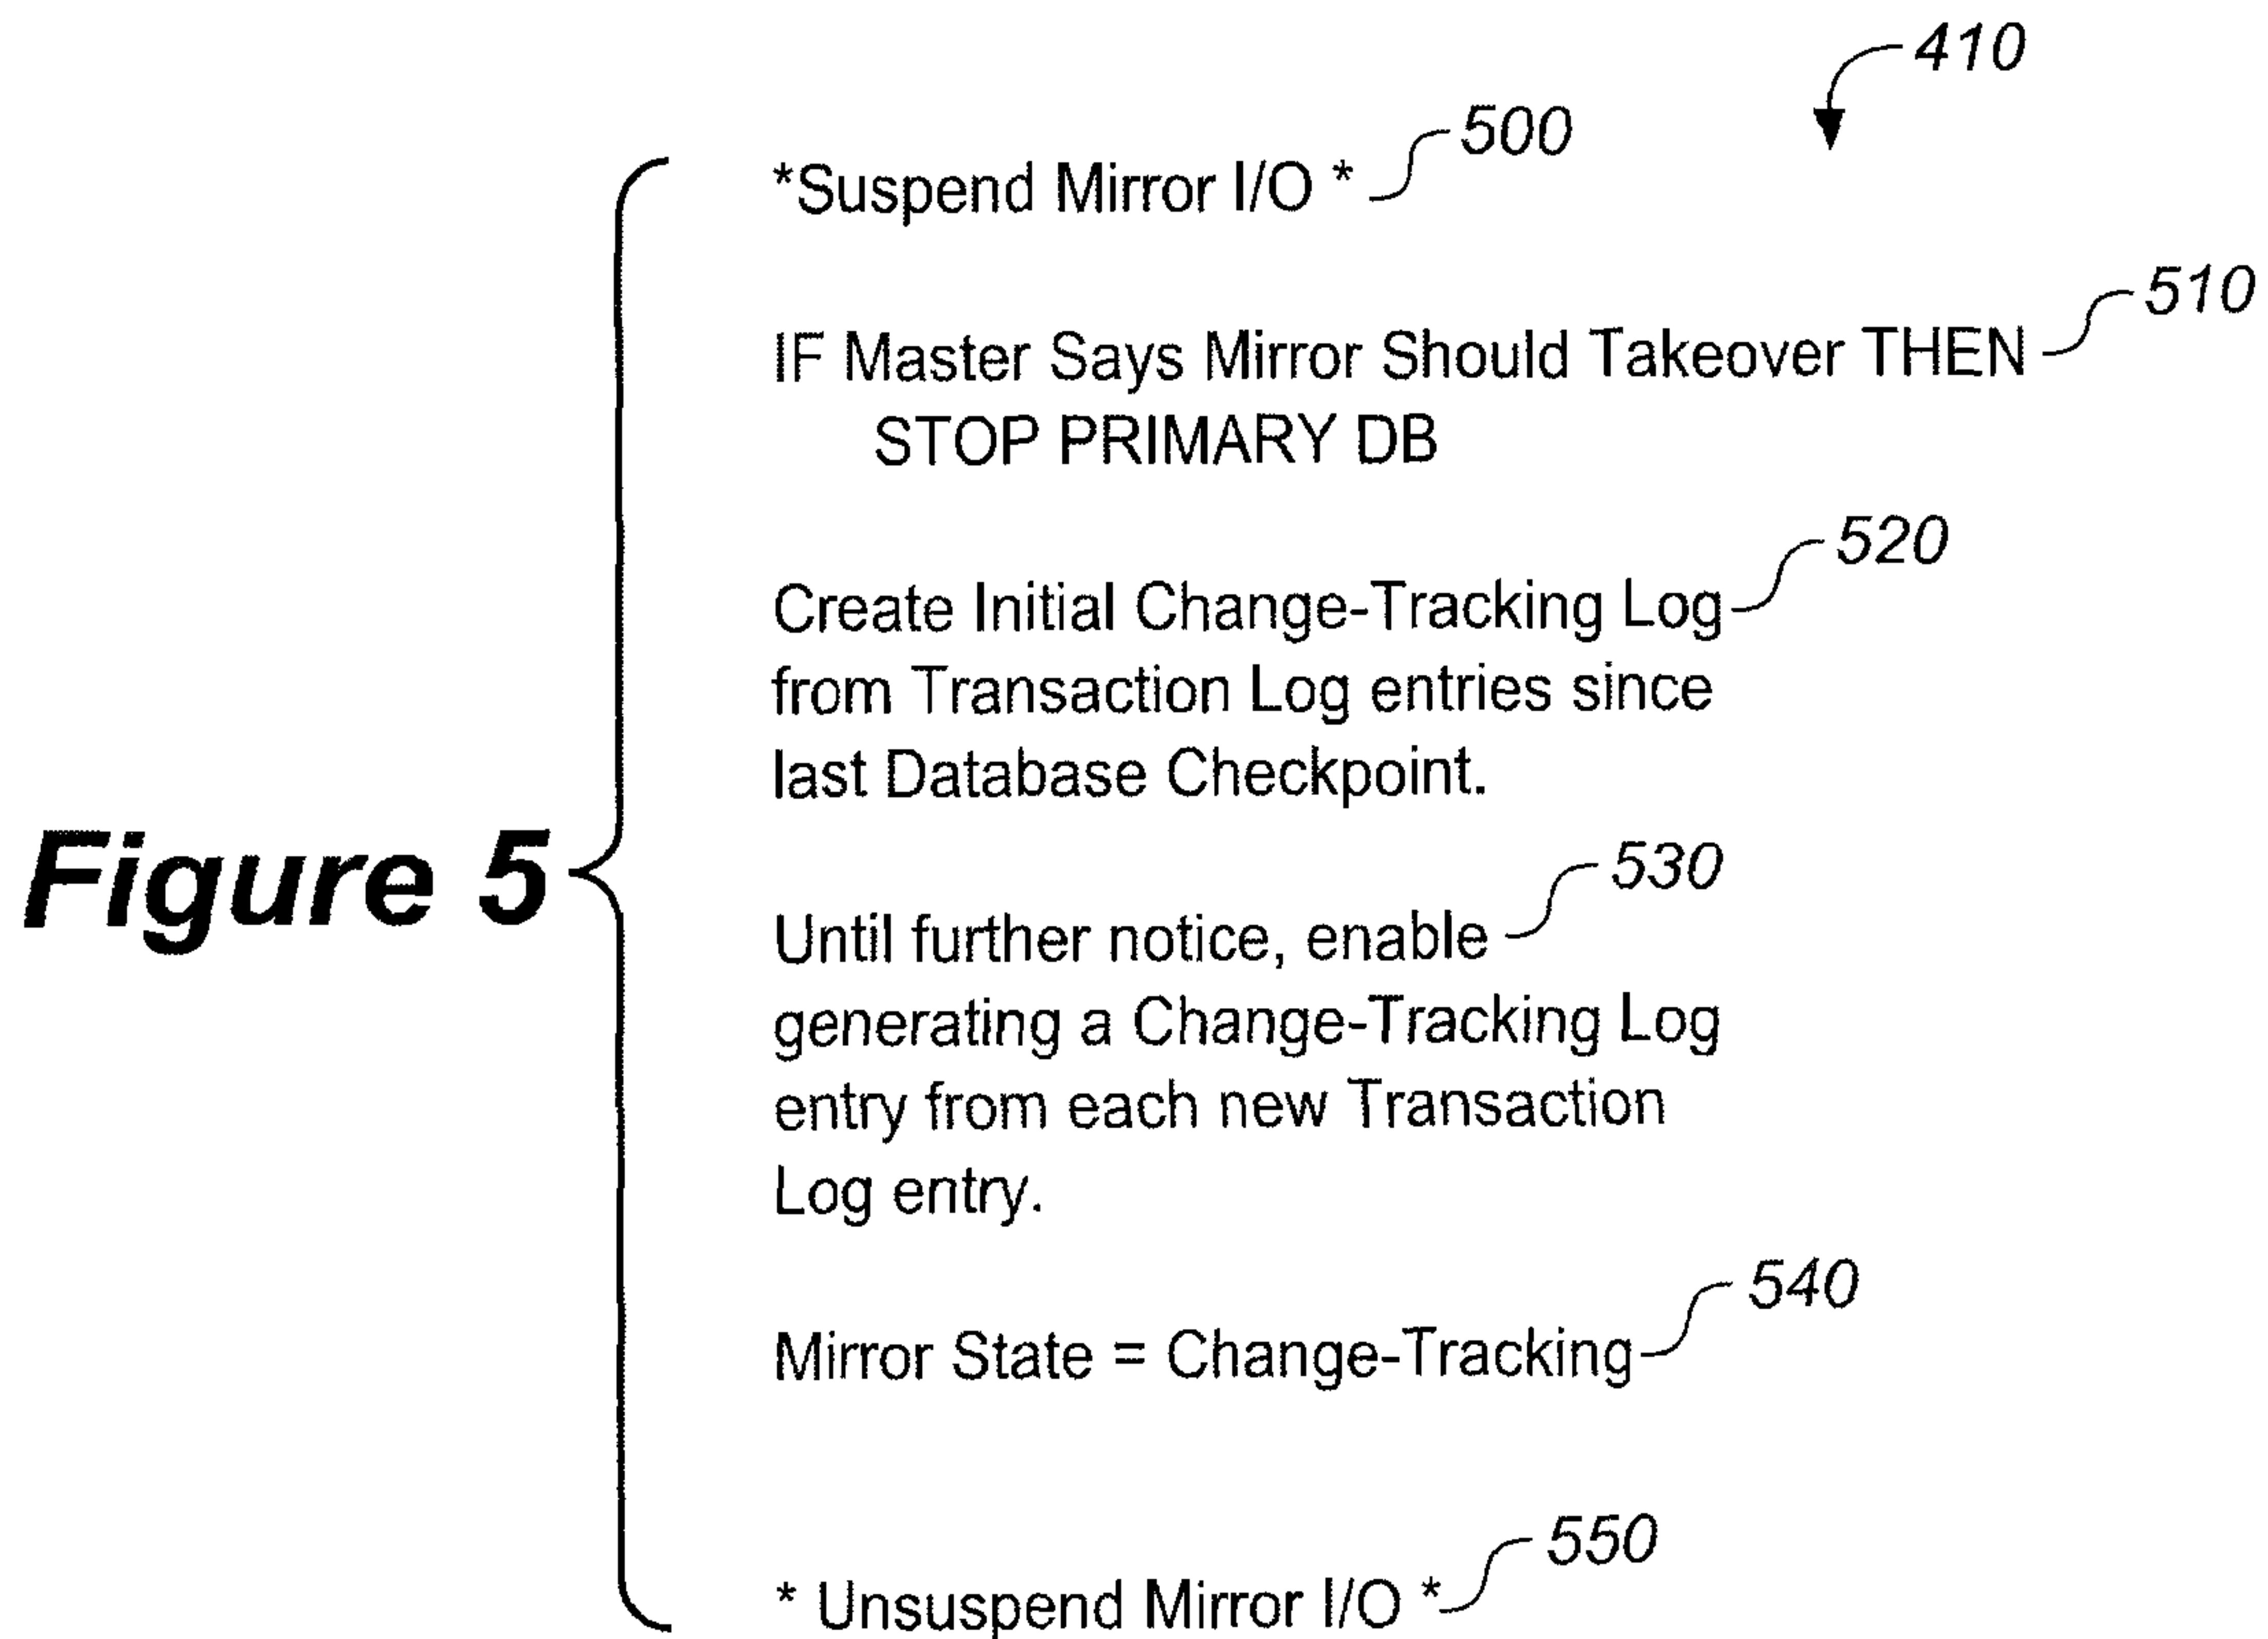 410
*Suspend Mirror I/O * 500
IF Master Says Mirror Should Takeover THEN 510
STOP PRIMARY DB
Create Initial Change-Tracking Log 520
from Transaction Log entries since
last Database Checkpoint.
Figure 5
Until further notice, enable 530
generating a Change-Tracking Log
entry from each new Transaction
Log entry.
Mirror State = Change-Tracking 540
* Unsuspend Mirror I/O * 550